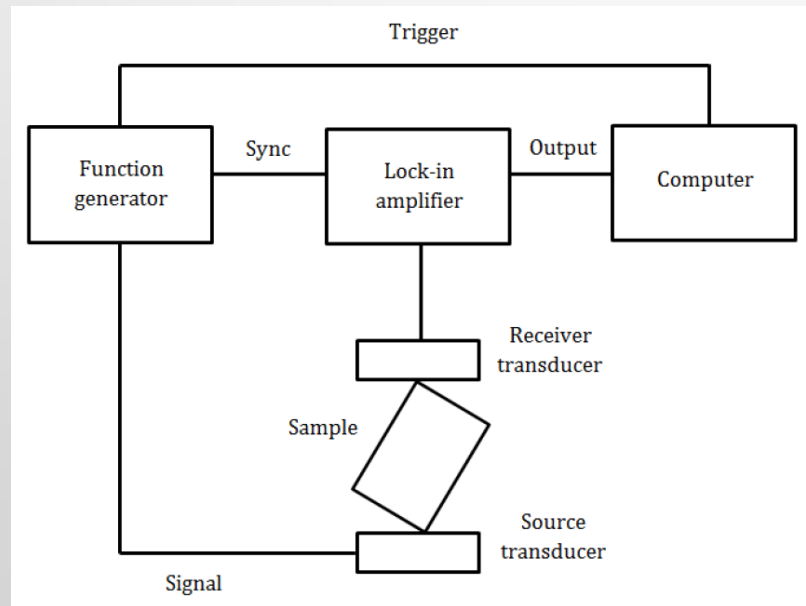 Trigger
Function
generator
Sync
Lock-in
amplifier
Output
Computer
Receiver
transducer
Sample
Source
transducer
Signal